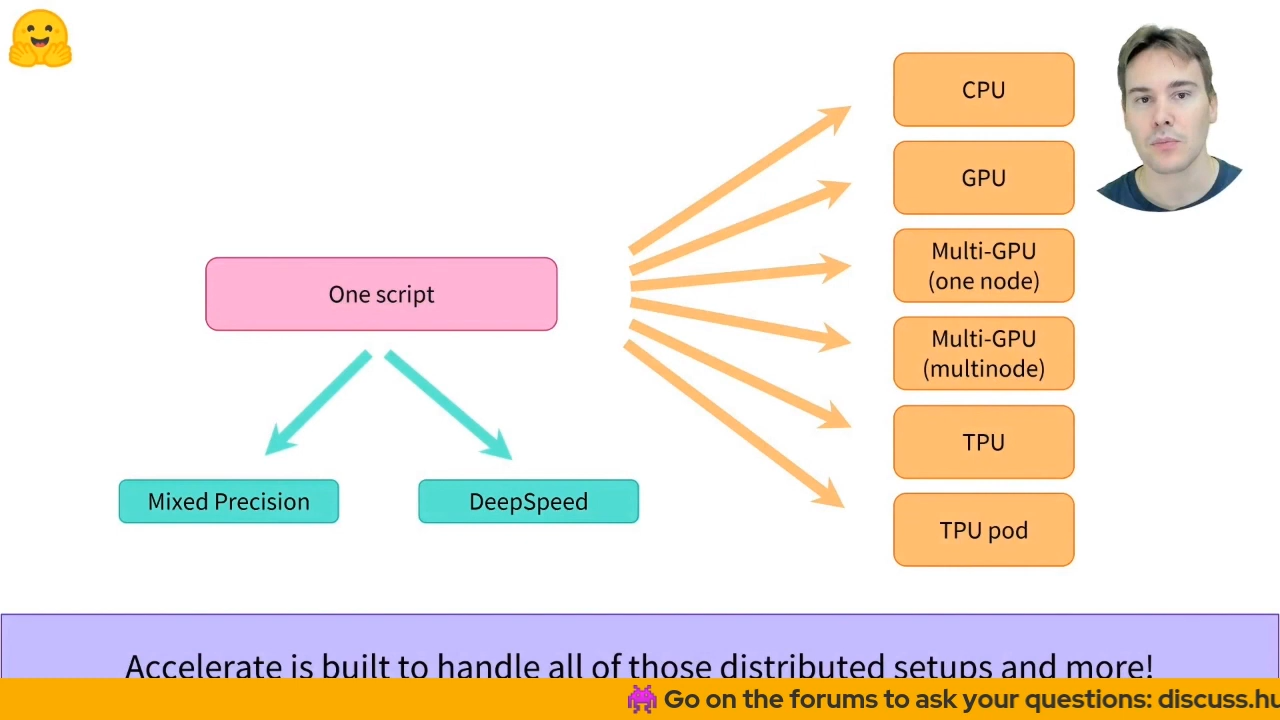 CPU
GPU
Multi-GPU
(one node)
One script
Multi-GPU
(multinode)
TPU
Mixed Precision
DeepSpeed
TPU pod
Accelerate is built to handle all of those distributed setups and more!
Go on the forums to ask your questions: discuss.hu